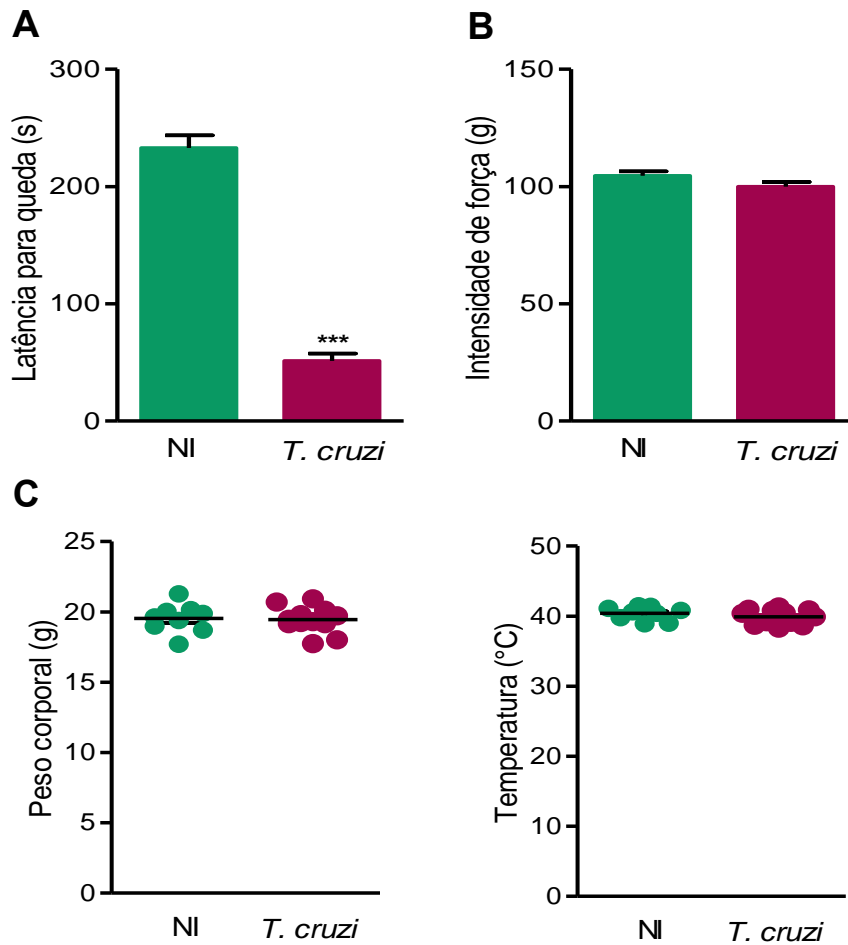 A
Latência para queda (s)
300
200
100
0
***
NI
T. cruzi
B
Intensidade de força (g)
150
100
50
0
NI
T. cruzi
C
Peso corporal (g)
25
20
15
10
5
0
NI
T. cruzi
Temperatura (°C)
50
40
30
20
10
0
NI
T. cruzi